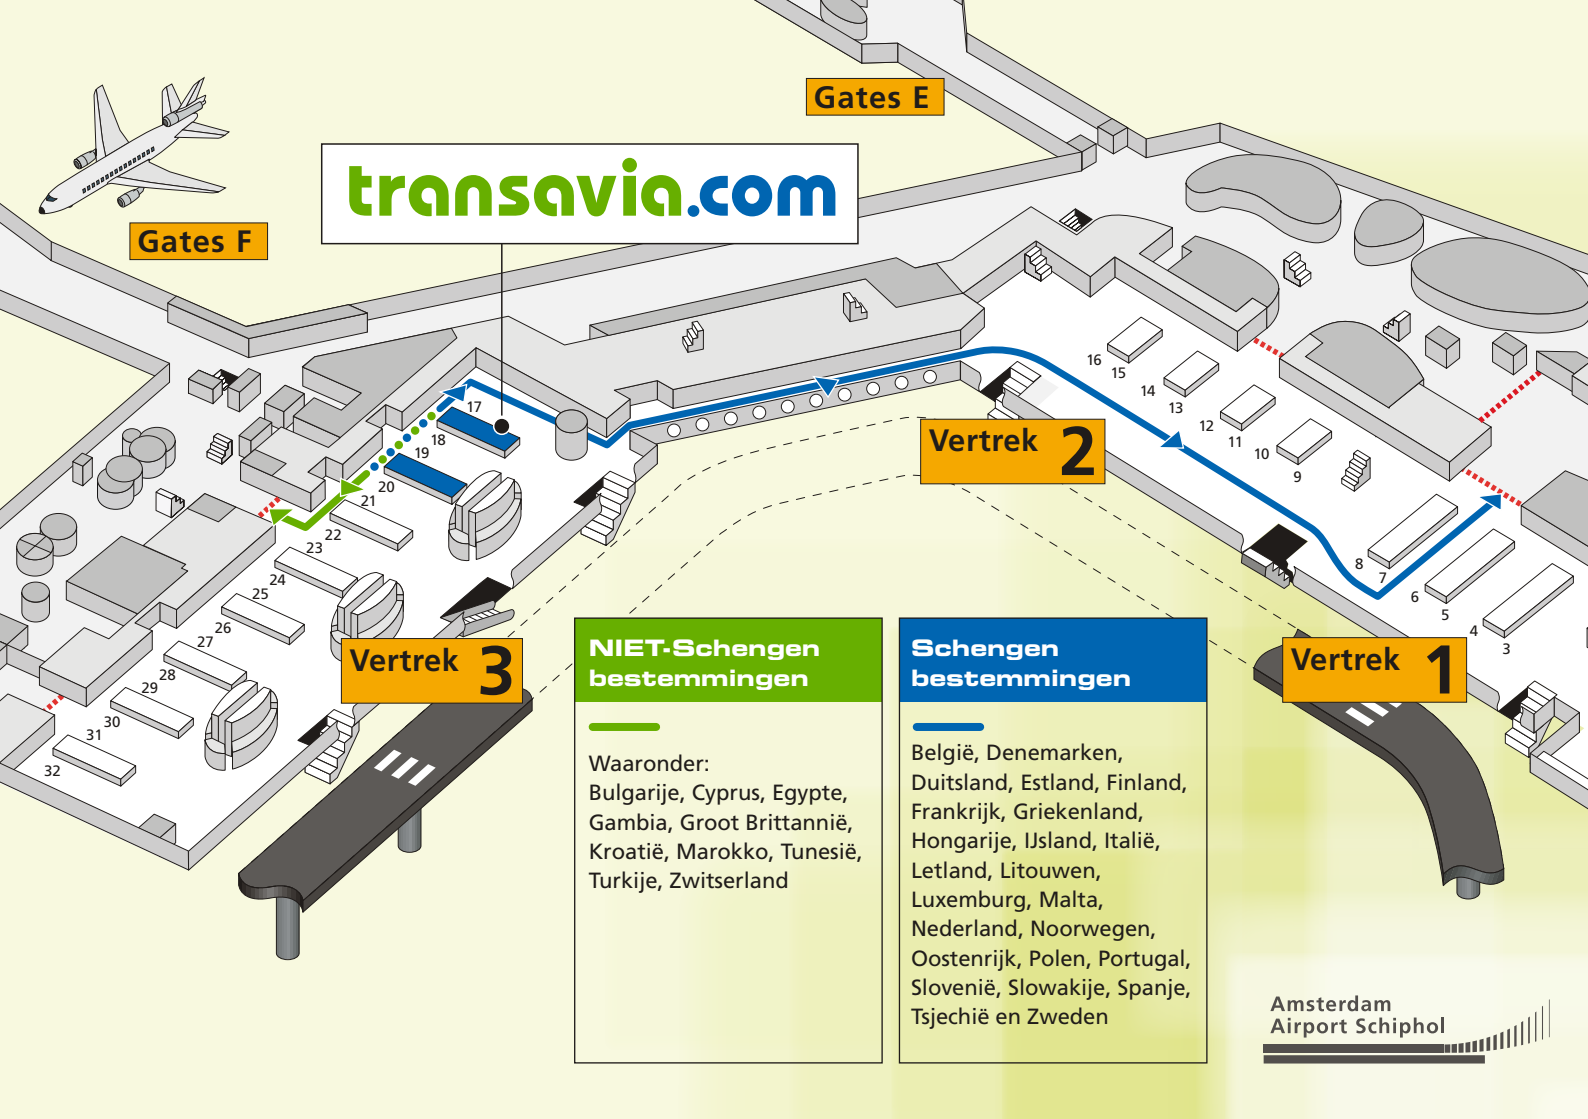 Gates E
transavia.com
Gates F
17
18
19
20
21
22
23
24
25
26
27
28
29
30
31
32
16
15
14
13
12
11
10
9
8
7
6
5
4
3
Vertrek 2
Vertrek 3
Vertrek 1
NIET-Schengen
bestemmingen
Waaronder:
Bulgarije, Cyprus, Egypte,
Gambia, Groot Brittannië,
Kroatië, Marokko, Tunesië,
Turkije, Zwitserland
Schengen
bestemmingen
België, Denemarken,
Duitsland, Estland, Finland,
Frankrijk, Griekenland,
Hongarije, IJsland, Italië,
Letland, Litouwen,
Luxemburg, Malta,
Nederland, Noorwegen,
Oostenrijk, Polen, Portugal,
Slovenië, Slowakije, Spanje,
Tsjechië en Zweden
Amsterdam
Airport Schiphol